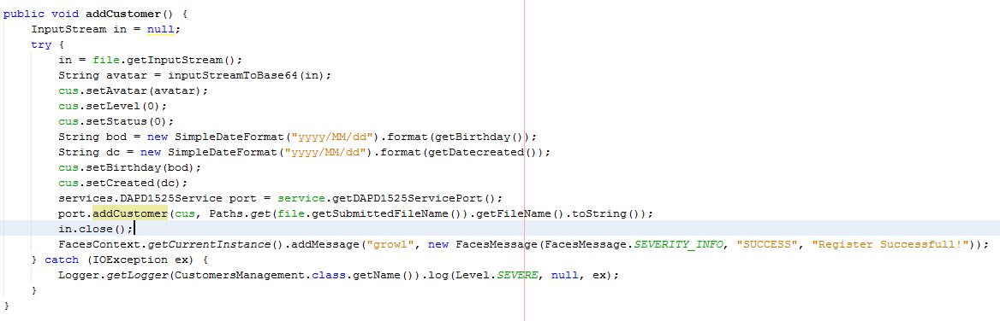 public void addCustomer() {
    InputStream in = null;
    try {
        in = file.getInputStream();
        String avatar = inputStreamToBase64(in);
        cus.setAvatar(avatar);
        cus.setLevel(0);
        cus.setStatus(0);
        String bod = new SimpleDateFormat("yyyy/MM/dd").format(getBirthday());
        String dc = new SimpleDateFormat("yyyy/MM/dd").format(getDatecreated());
        cus.setBirthday(bod);
        cus.setCreated(dc);
        services.DAPD1525Service port = service.getDAPD1525ServicePort();
        port.addCustomer(cus, Paths.get(file.getSubmittedFileName()).getFileName().toString());
        in.close();
        FacesContext.getCurrentInstance().addMessage("growl", new FacesMessage(FacesMessage.SEVERITY_INFO, "SUCCESS", "Register Successfull!"));
    } catch (IOException ex) {
        Logger.getLogger(CustomersManagement.class.getName()).log(Level.SEVERE, null, ex);
    }
}